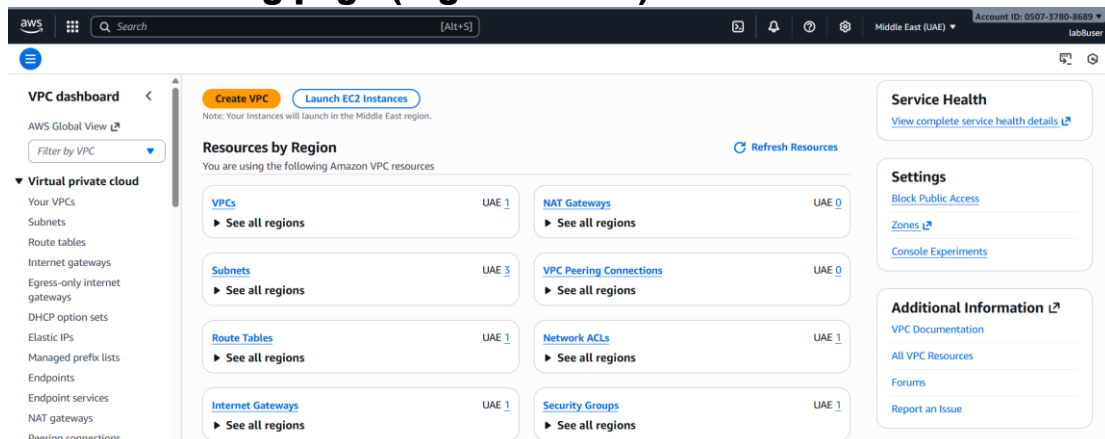 aws
Search
[Alt+S]
Middle East (UAE) ▼
Account ID: 0507-3780-8689 ▼
lab8user
VPC dashboard
AWS Global View
Filter by VPC
▼ Virtual private cloud
Your VPCs
Subnets
Route tables
Internet gateways
Egress-only internet
gateways
DHCP option sets
Elastic IPs
Managed prefix lists
Endpoints
Endpoint services
NAT gateways
Peering connections
Create VPC
Launch EC2 Instances
Note: Your Instances will launch in the Middle East region.
Resources by Region
Refresh Resources
You are using the following Amazon VPC resources
VPCs UAE 1
▶ See all regions
NAT Gateways UAE 0
▶ See all regions
Subnets UAE 3
▶ See all regions
VPC Peering Connections UAE 0
▶ See all regions
Route Tables UAE 1
▶ See all regions
Network ACLs UAE 1
▶ See all regions
Internet Gateways UAE 1
▶ See all regions
Security Groups UAE 1
▶ See all regions
Service Health
View complete service health details
Settings
Block Public Access
Zones
Console Experiments
Additional Information
VPC Documentation
All VPC Resources
Forums
Report an Issue